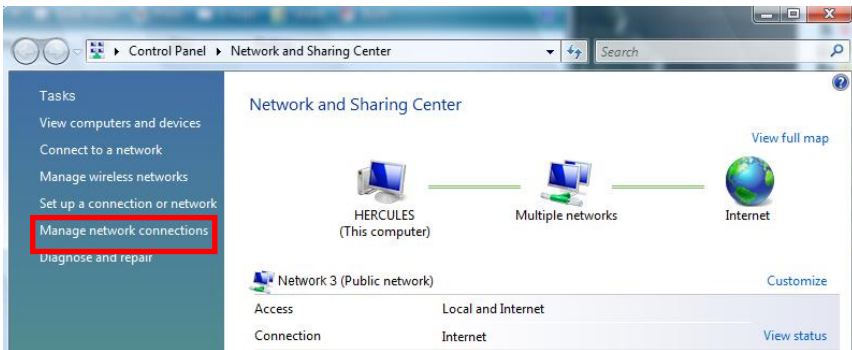 Control Panel ▸ Network and Sharing Center
Search
Tasks
View computers and devices
Connect to a network
Manage wireless networks
Set up a connection or network
Manage network connections
Diagnose and repair
Network and Sharing Center
View full map
HERCULES
(This computer)
Multiple networks
Internet
Network 3 (Public network)
Customize
Access Local and Internet
Connection Internet View status